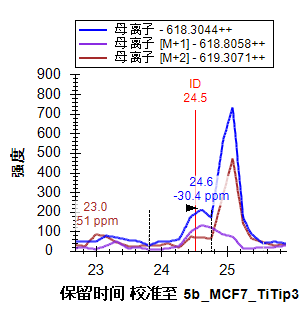 母离子 - 618.3044++
母离子 [M+1] - 618.8058++
母离子 [M+2] - 619.3071++
900
800
700
600
500
400
300
200
100
0
强度
ID
24.5
24.6
-30.4 ppm
23.0
51 ppm
23
24
25
保留时间 校准至 5b_MCF7_TiTip3